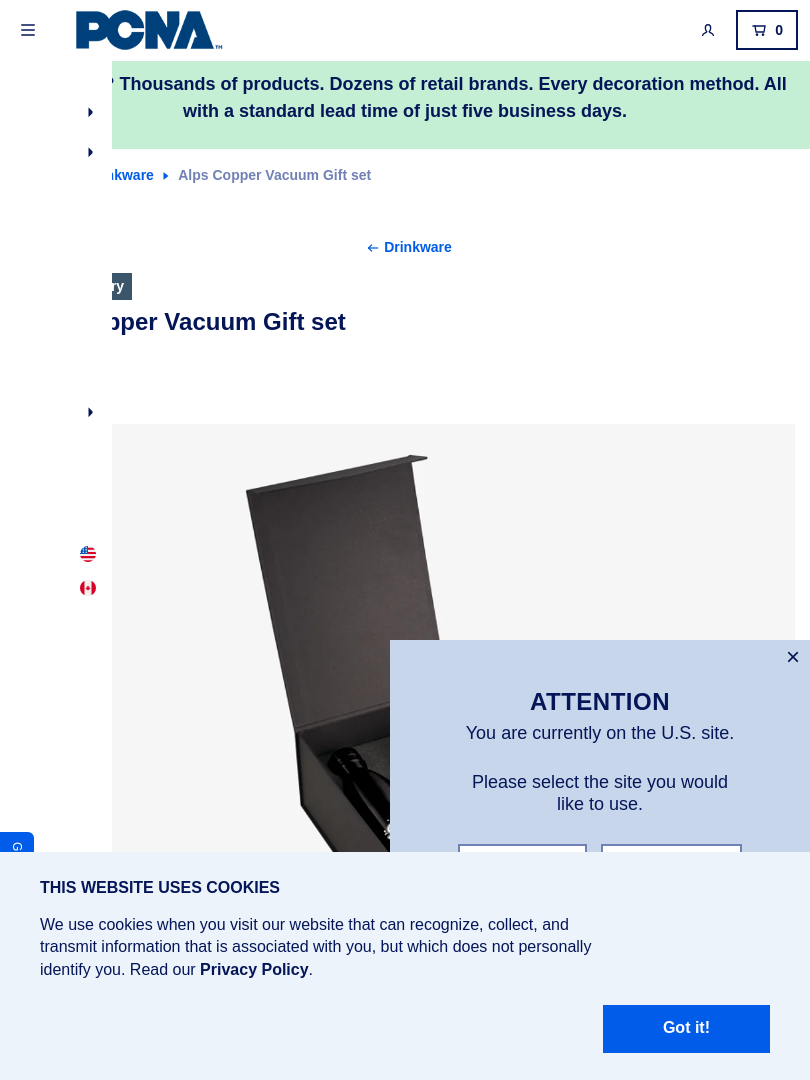 PCNA™
0
? Thousands of products. Dozens of retail brands. Every decoration method. All
with a standard lead time of just five business days.
nkware Alps Copper Vacuum Gift set
Drinkware
ry
pper Vacuum Gift set
ATTENTION
You are currently on the U.S. site.
Please select the site you would
like to use.
G
THIS WEBSITE USES COOKIES
We use cookies when you visit our website that can recognize, collect, and
transmit information that is associated with you, but which does not personally
identify you. Read our Privacy Policy.
Got it!